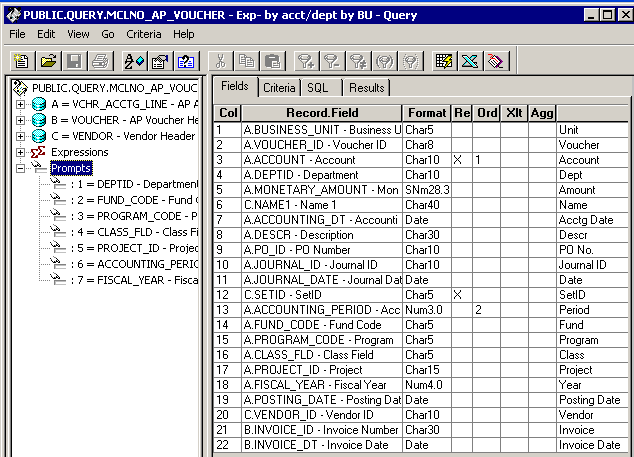 PUBLIC.QUERY.MCLNO_AP_VOUCHER - Exp- by acct/dept by BU - Query
File Edit View Go Criteria Help
PUBLIC.QUERY.MCLNO_AP_VOUC
A = VCHR_ACCTG_LINE - AP A
B = VOUCHER - AP Voucher He
C = VENDOR - Vendor Header
Expressions
Prompts
: 1 = DEPTID - Department
: 2 = FUND_CODE - Fund C
: 3 = PROGRAM_CODE - P
: 4 = CLASS_FLD - Class Fi
: 5 = PROJECT_ID - Projec
: 6 = ACCOUNTING_PERIO
: 7 = FISCAL_YEAR - Fisca
Fields Criteria SQL Results
Col Record.Field Format Re Ord Xlt Agg
1 A.BUSINESS_UNIT - Business U Char5 Unit
2 A.VOUCHER_ID - Voucher ID Char8 Voucher
3 A.ACCOUNT - Account Char10 X 1 Account
4 A.DEPTID - Department Char10 Dept
5 A.MONETARY_AMOUNT - Mon SNm28.3 Amount
6 C.NAME1 - Name 1 Char40 Name
7 A.ACCOUNTING_DT - Accounti Date Acctg Date
8 A.DESCR - Description Char30 Descr
9 A.PO_ID - PO Number Char10 PO No.
10 A.JOURNAL_ID - Journal ID Char10 Journal ID
11 A.JOURNAL_DATE - Journal Dat Date Date
12 C.SETID - SetID Char5 X SetID
13 A.ACCOUNTING_PERIOD - Acc Num3.0 2 Period
14 A.FUND_CODE - Fund Code Char5 Fund
15 A.PROGRAM_CODE - Program Char5 Program
16 A.CLASS_FLD - Class Field Char5 Class
17 A.PROJECT_ID - Project Char15 Project
18 A.FISCAL_YEAR - Fiscal Year Num4.0 Year
19 A.POSTING_DATE - Posting Dat Date Posting Date
20 C.VENDOR_ID - Vendor ID Char10 Vendor
21 B.INVOICE_ID - Invoice Number Char30 Invoice
22 B.INVOICE_DT - Invoice Date Date Invoice Date